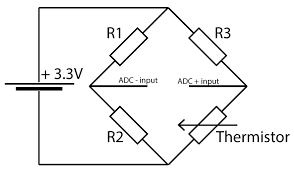 R1
R3
+ 3.3V
ADC - input
ADC + input
R2
Thermistor